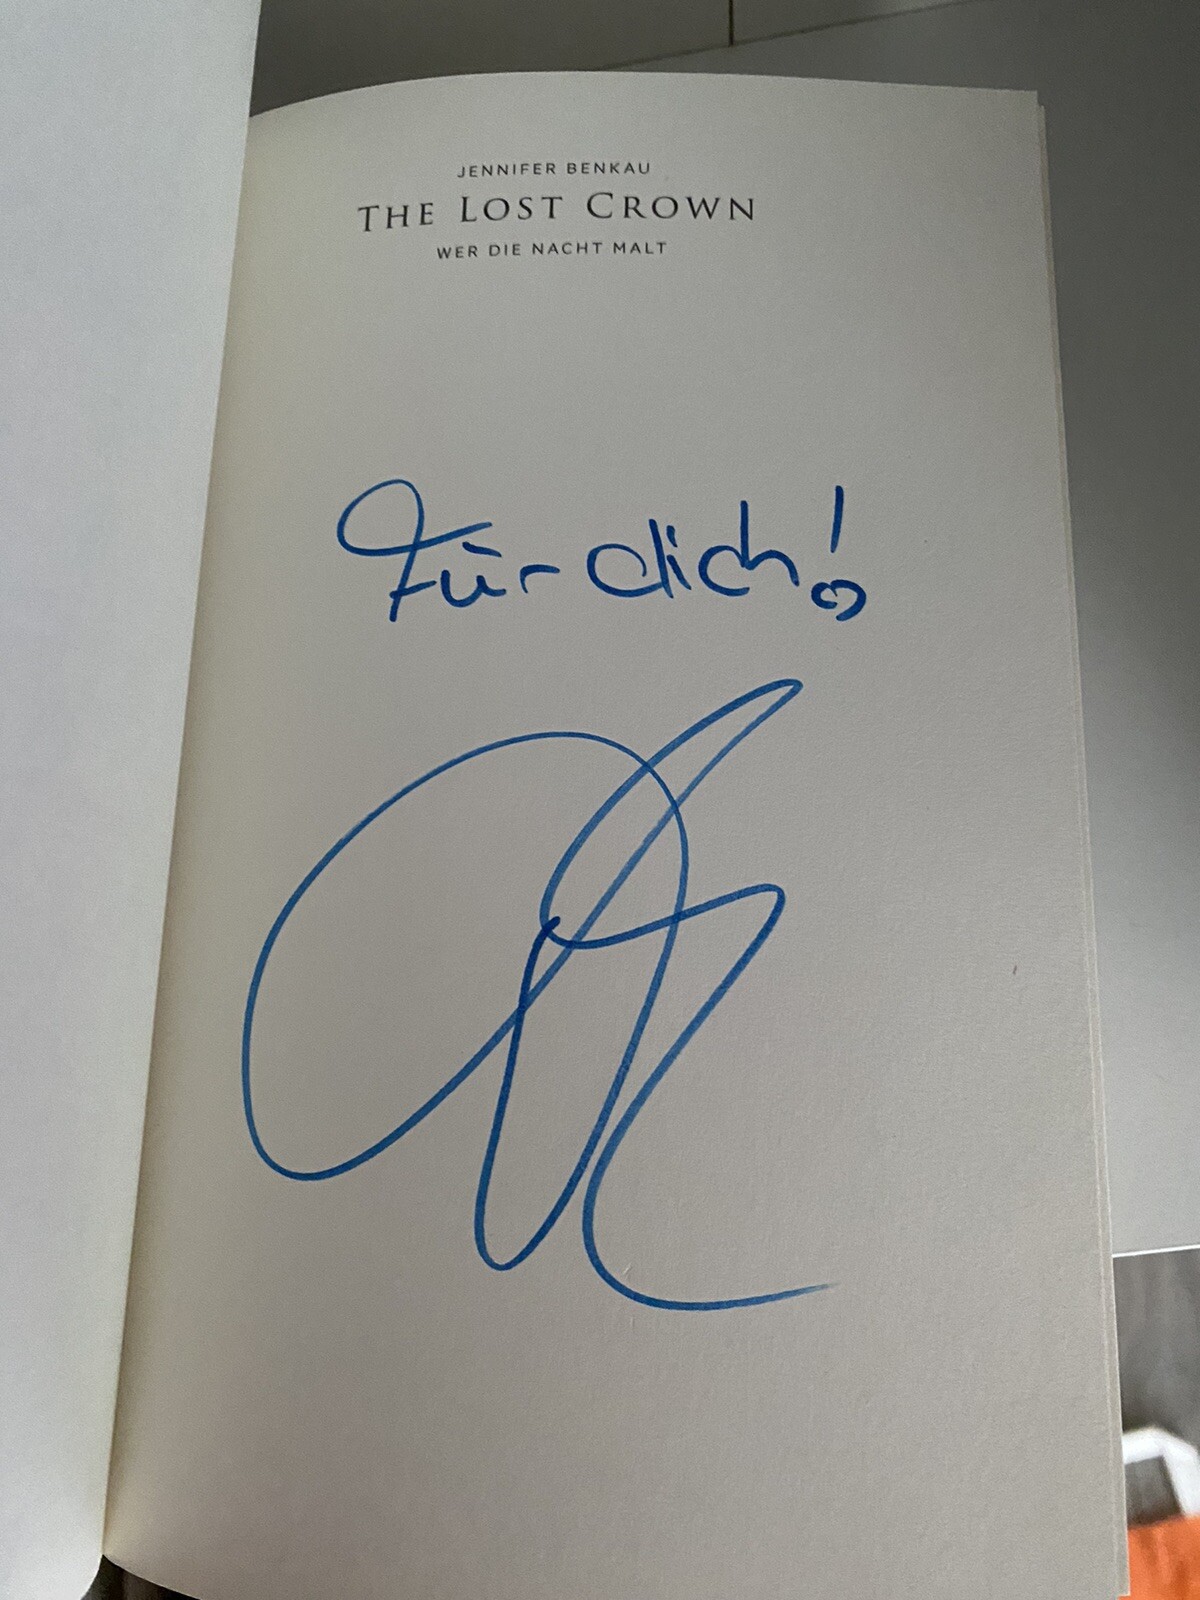 JENNIFER BENKAU
THE LOST CROWN
WER DIE NACHT MALT
Für dich!